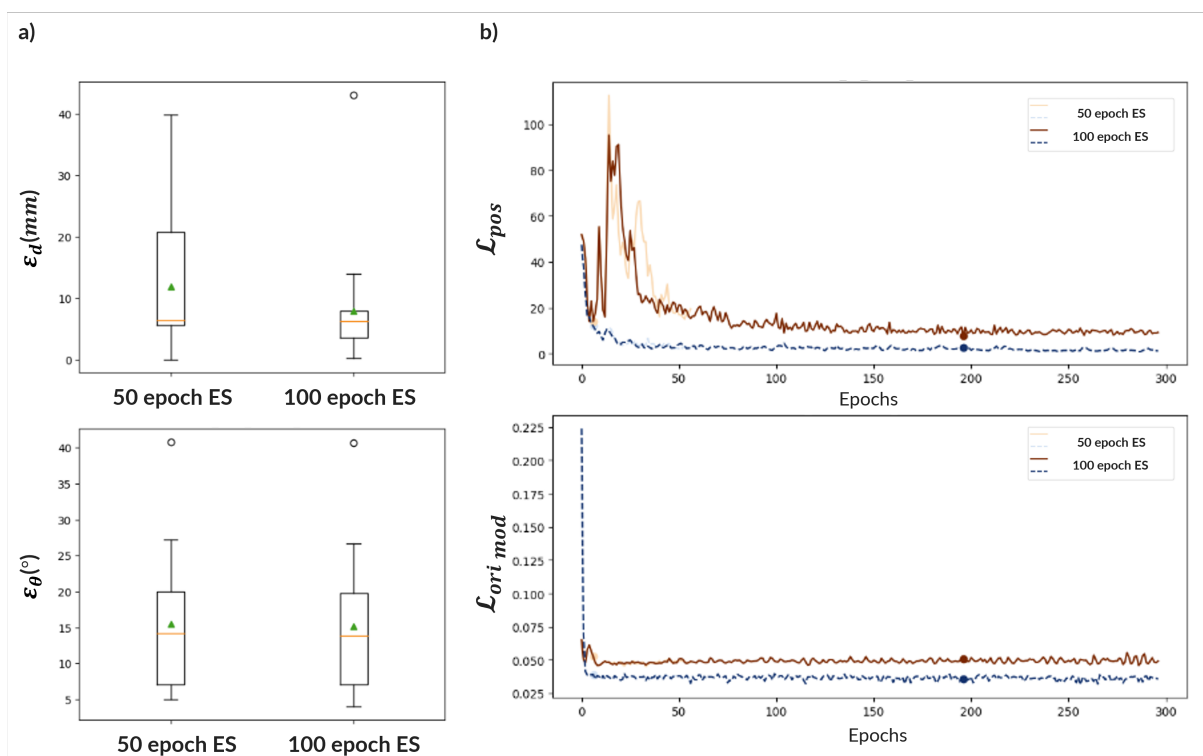 a)
40
30
20
10
0
ε_d(mm)
50 epoch ES 100 epoch ES
40
35
30
25
20
15
10
5
ε_θ(°)
50 epoch ES 100 epoch ES
b)
100
80
60
40
20
0
ℒ_pos
50 epoch ES
100 epoch ES
0 50 100 150 200 250 300
Epochs
0.225
0.200
0.175
0.150
0.125
0.100
0.075
0.050
0.025
ℒ_ori mod
50 epoch ES
100 epoch ES
0 50 100 150 200 250 300
Epochs